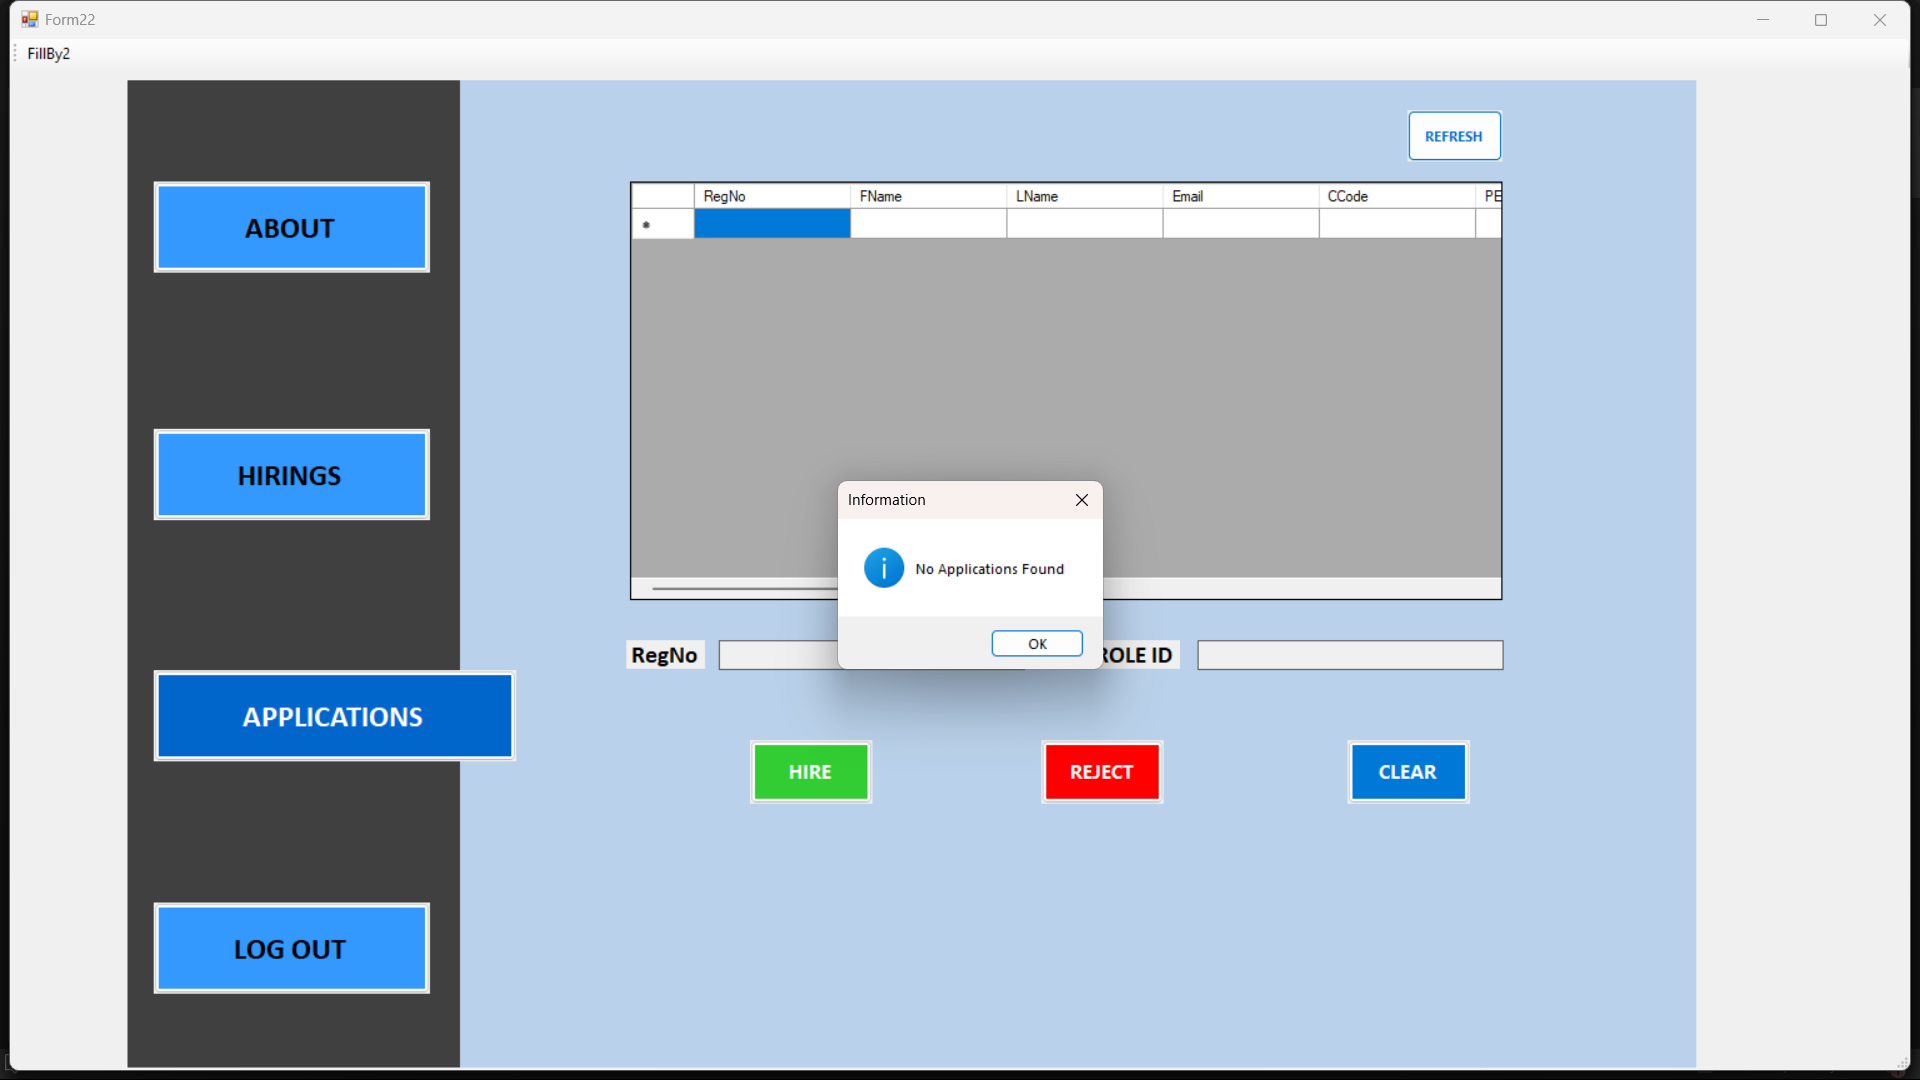 Form22
FillBy2
REFRESH
RegNo FName LName Email CCode PE
ABOUT
HIRINGS
Information
No Applications Found
OK
RegNo ROLE ID
APPLICATIONS
HIRE REJECT CLEAR
LOG OUT